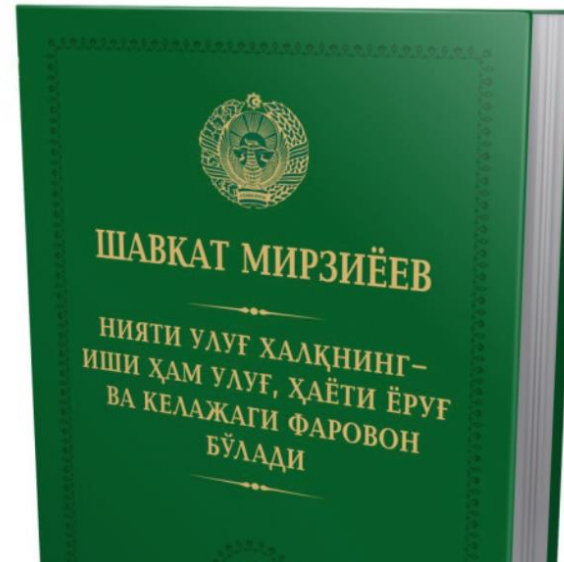 ШАВКАТ МИРЗИЁЕВ
НИЯТИ УЛУҒ ХАЛҚНИНГ–
ИШИ ҲАМ УЛУҒ, ҲАЁТИ ЁРУҒ
ВА КЕЛАЖАГИ ФАРОВОН
БЎЛАДИ